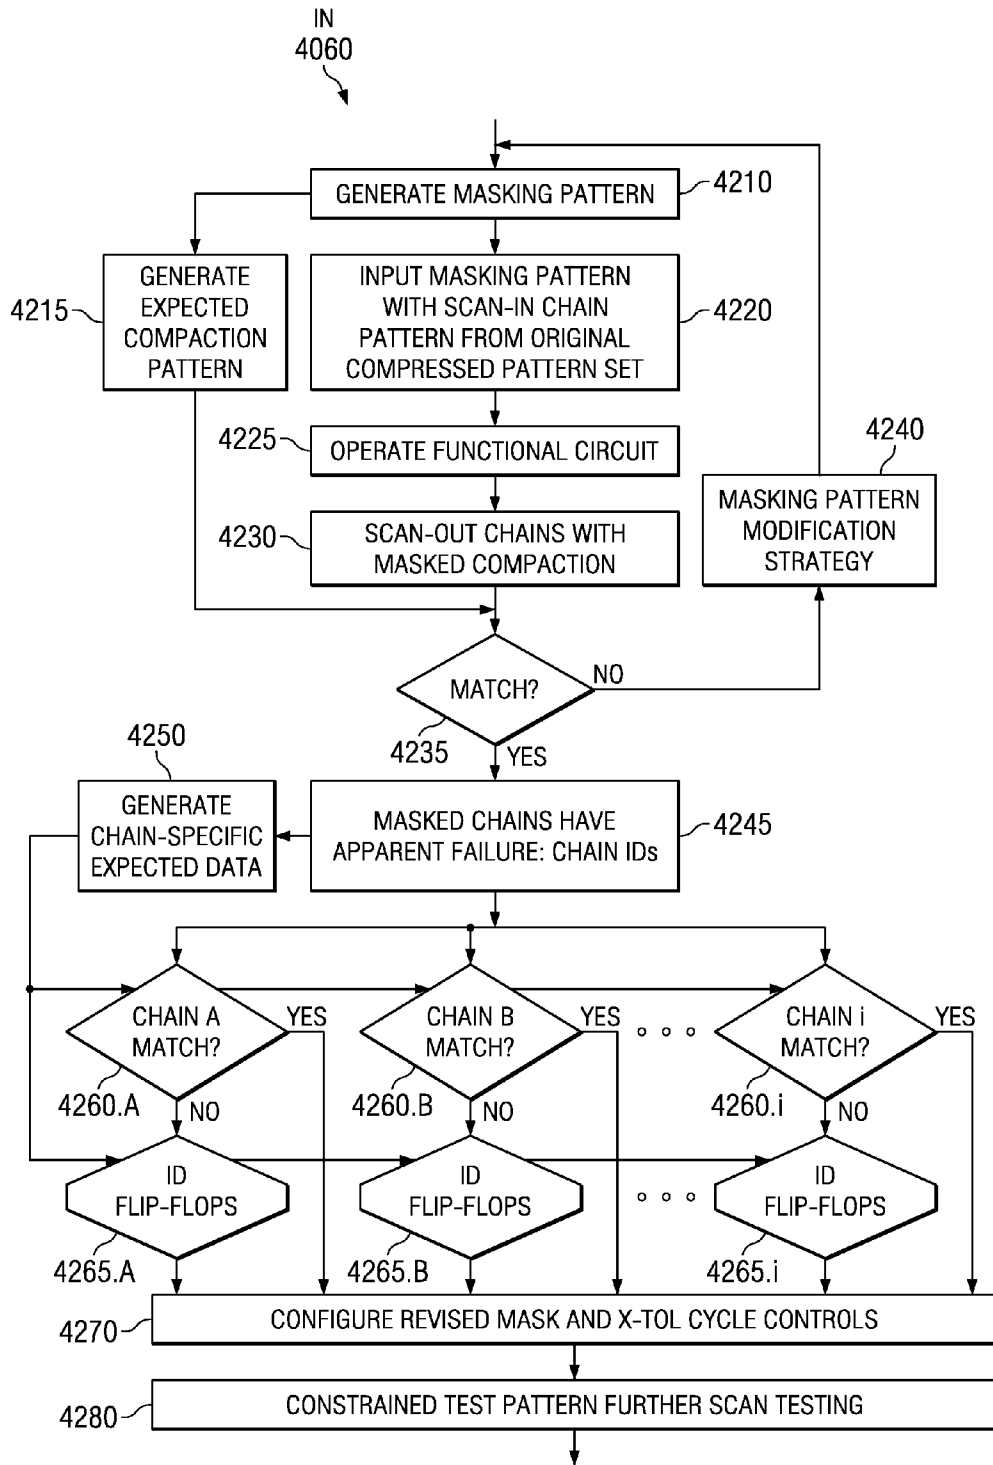 IN
4060
GENERATE MASKING PATTERN
4210
GENERATE
EXPECTED
COMPACTION
PATTERN
4215
INPUT MASKING PATTERN
WITH SCAN-IN CHAIN
PATTERN FROM ORIGINAL
COMPRESSED PATTERN SET
4220
4225
OPERATE FUNCTIONAL CIRCUIT
4240
MASKING PATTERN
MODIFICATION
STRATEGY
4230
SCAN-OUT CHAINS WITH
MASKED COMPACTION
MATCH?
NO
4235
YES
4250
GENERATE
CHAIN-SPECIFIC
EXPECTED DATA
MASKED CHAINS HAVE
APPARENT FAILURE: CHAIN IDs
4245
CHAIN A
MATCH?
YES
CHAIN B
MATCH?
YES
CHAIN i
MATCH?
YES
4260.A
NO
4260.B
NO
4260.i
NO
ID
FLIP-FLOPS
ID
FLIP-FLOPS
ID
FLIP-FLOPS
4265.A
4265.B
4265.i
4270
CONFIGURE REVISED MASK AND X-TOL CYCLE CONTROLS
4280
CONSTRAINED TEST PATTERN FURTHER SCAN TESTING